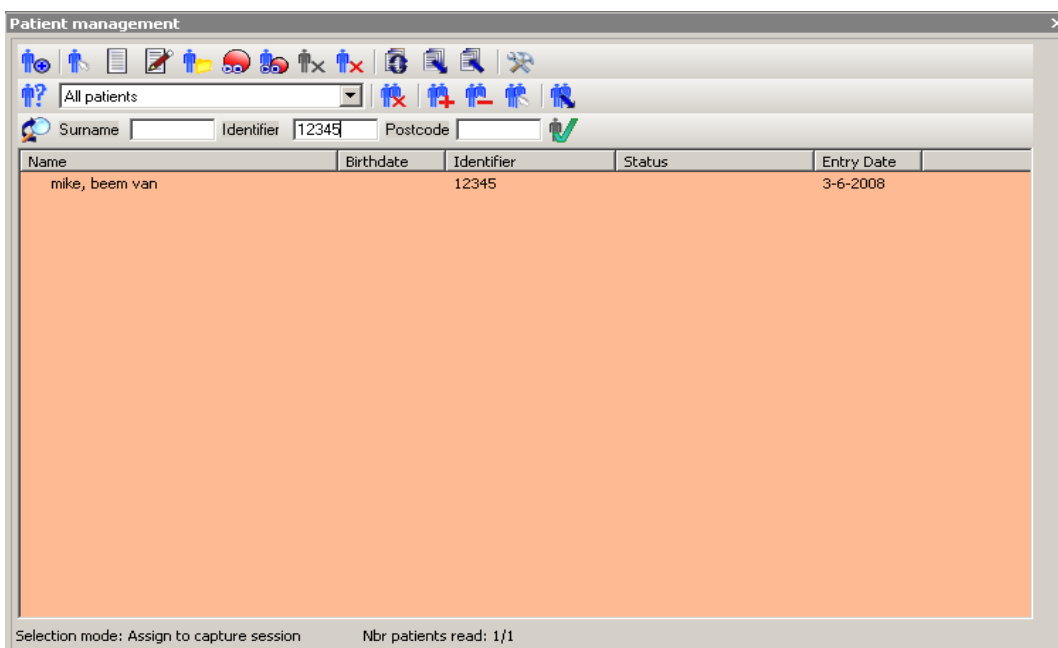 Patient management
All patients
Surname Identifier 12345 Postcode
Name Birthdate Identifier Status Entry Date
mike, beem van 12345 3-6-2008
Selection mode: Assign to capture session Nbr patients read: 1/1